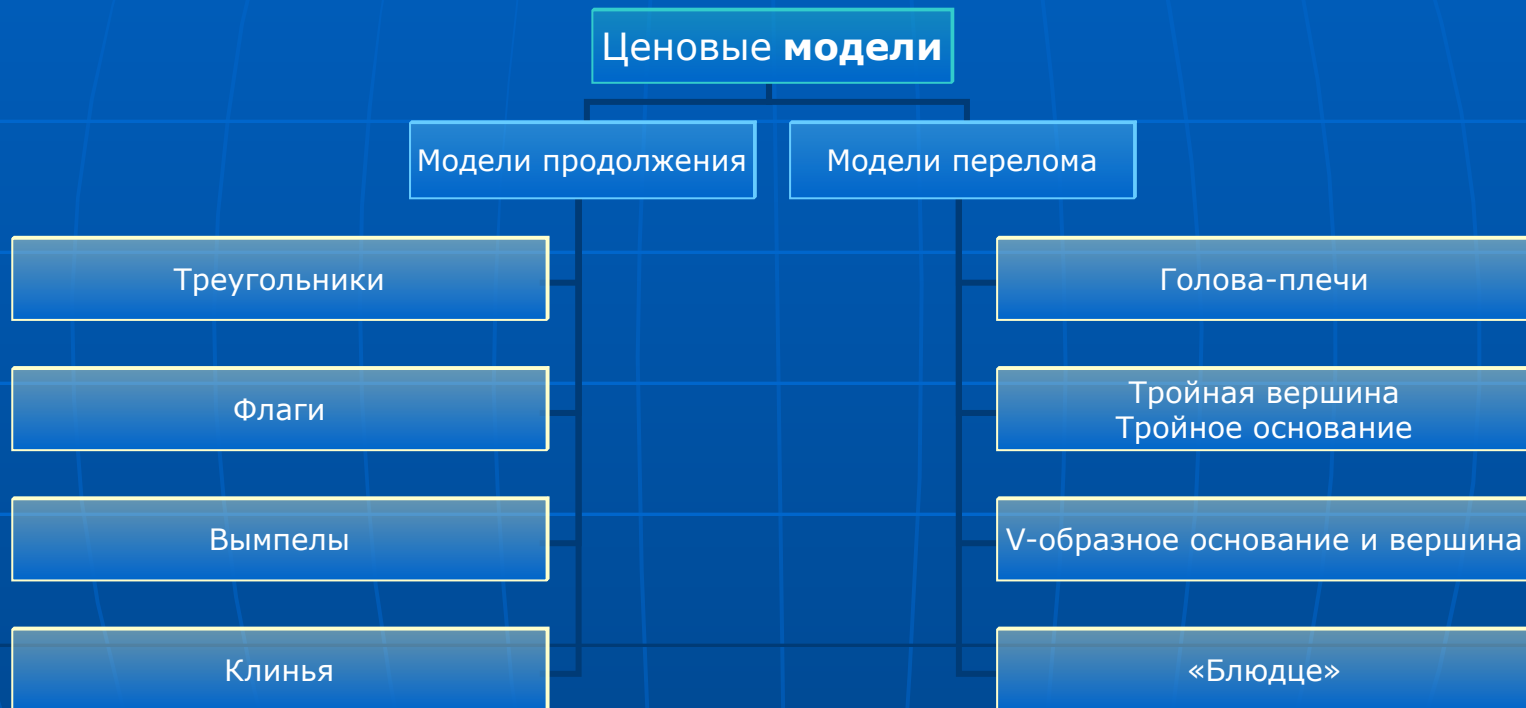 Ценовые модели
Модели продолжения
Модели перелома
Треугольники
Флаги
Вымпелы
Клинья
Голова-плечи
Тройная вершина
Тройное основание
V-образное основание и вершина
«Блюдце»